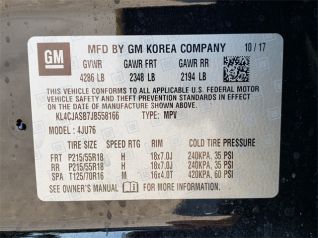 GM
MFD BY GM KOREA COMPANY 10/17
GVWR GAWR FRT GAWR RR
4286 LB 2348 LB 2194 LB
THIS VEHICLE CONFORMS TO ALL APPLICABLE
U.S. FEDERAL MOTOR VEHICLE SAFETY, BUMPER,
AND THEFT PREVENTION STANDARDS IN EFFECT ON
THE DATE OF MANUFACTURE SHOWN ABOVE.
KL4CJASB7JB558166 TYPE: MPV
MODEL: 4JU76
TIRE SIZE SPEED RTG RIM COLD TIRE PRESSURE
FRT P215/55R18 H 18x7.0J 240KPA, 35 PSI
RR P215/55R18 H 18x7.0J 240KPA, 35 PSI
SPA T125/70R16 M 16x4.0T 420KPA, 60 PSI
SEE OWNER'S MANUAL FOR ADDITIONAL INFORMATION